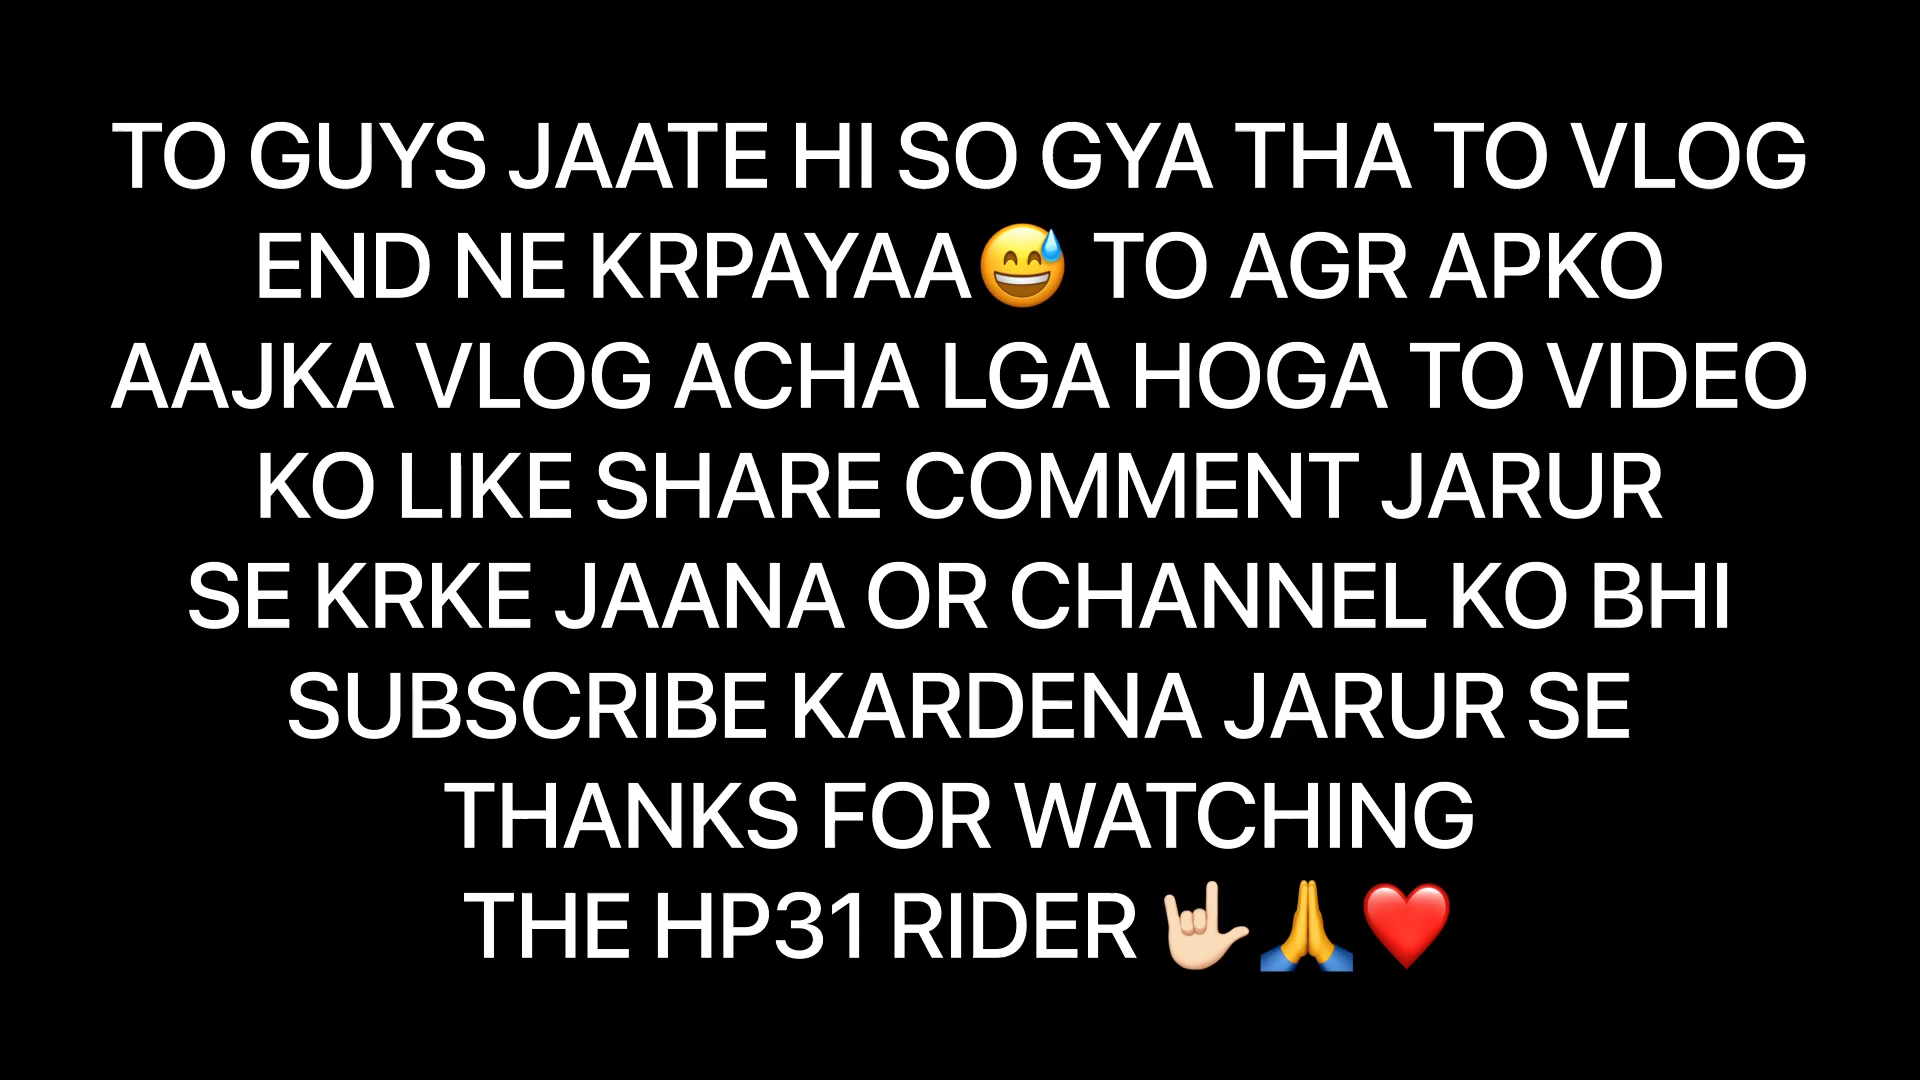 TO GUYS JAATE HI SO GYA THA TO VLOG
END NE KRPAYAA😅 TO AGR APKO
AAJKA VLOG ACHA LGA HOGA TO VIDEO
KO LIKE SHARE COMMENT JARUR
SE KRKE JAANA OR CHANNEL KO BHI
SUBSCRIBE KARDENA JARUR SE
THANKS FOR WATCHING
THE HP31 RIDER 🤟🏻🙏❤️